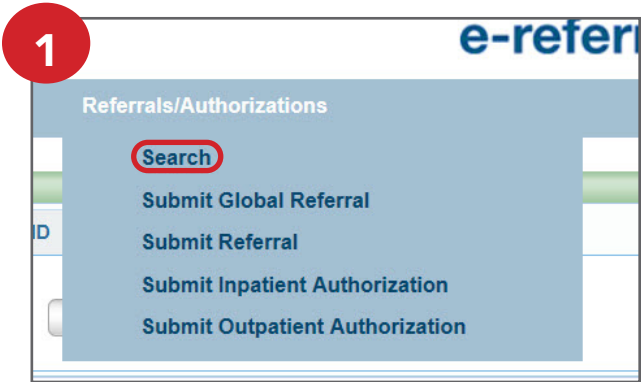 1
e-referr
Referrals/Authorizations
Search
Submit Global Referral
ID
Submit Referral
Submit Inpatient Authorization
Submit Outpatient Authorization